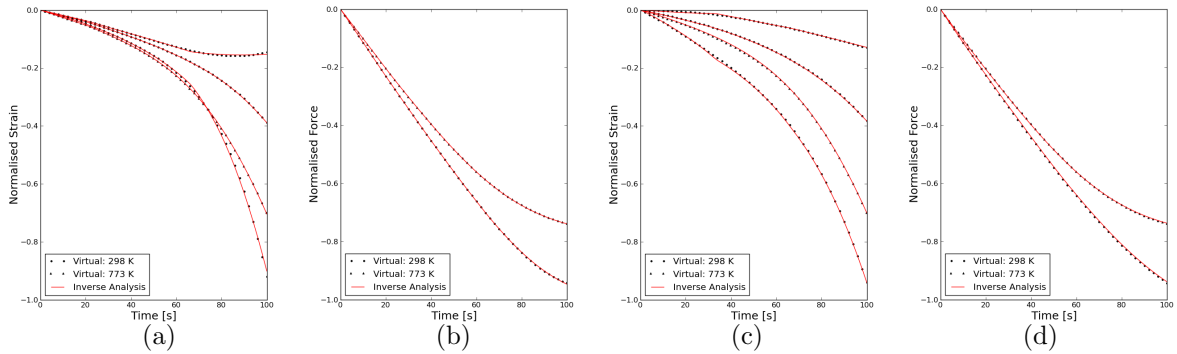 0.0
−0.2
−0.4
−0.6
−0.8
−1.0
Normalised Strain
Virtual: 298 K
Virtual: 773 K
Inverse Analysis
0 20 40 60 80 100
Time [s]
(a)
0.0
−0.2
−0.4
−0.6
−0.8
−1.0
Normalised Force
Virtual: 298 K
Virtual: 773 K
Inverse Analysis
0 20 40 60 80 100
Time [s]
(b)
0.0
−0.2
−0.4
−0.6
−0.8
−1.0
Normalised Strain
Virtual: 298 K
Virtual: 773 K
Inverse Analysis
0 20 40 60 80 100
Time [s]
(c)
0.0
−0.2
−0.4
−0.6
−0.8
−1.0
Normalised Force
Virtual: 298 K
Virtual: 773 K
Inverse Analysis
0 20 40 60 80 100
Time [s]
(d)